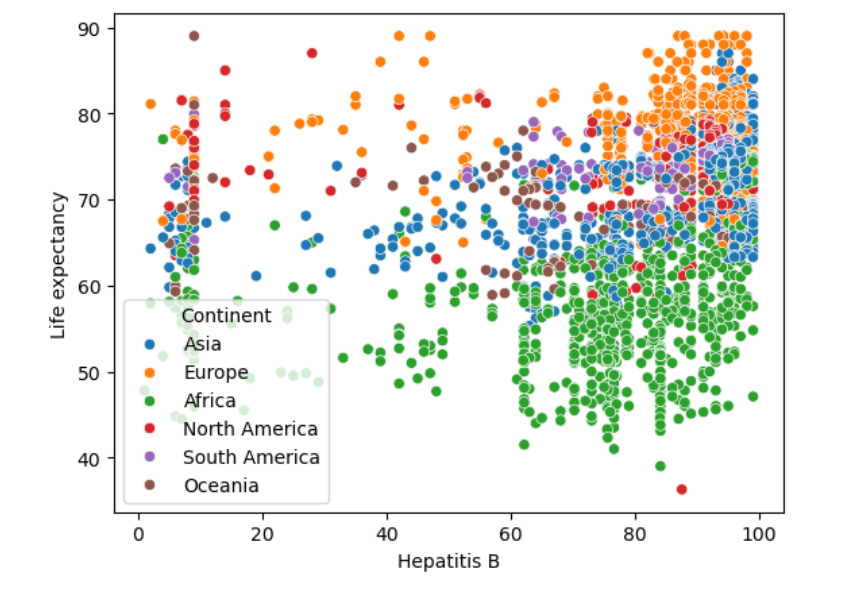 90
80
70
60
50
40
Life expectancy
Continent
Asia
Europe
Africa
North America
South America
Oceania
0 20 40 60 80 100
Hepatitis B